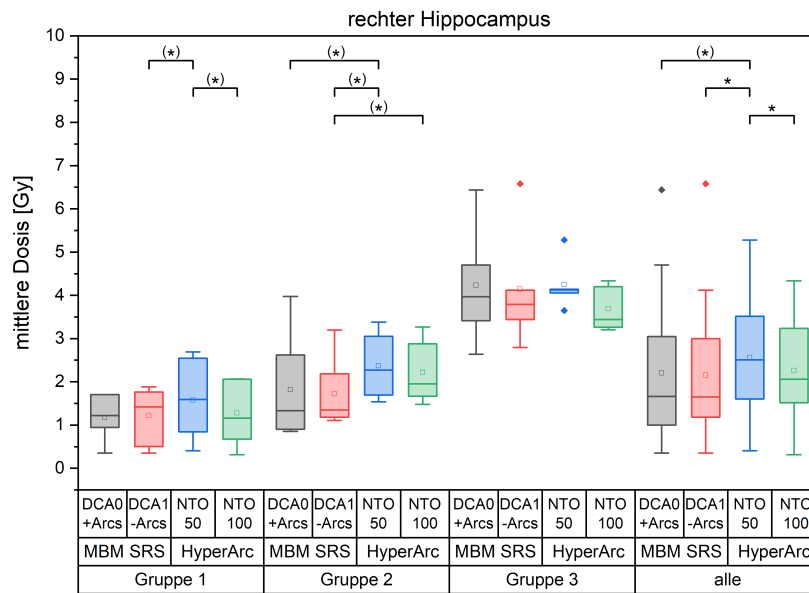 rechter Hippocampus
mittlere Dosis [Gy]
10
9
8
7
6
5
4
3
2
1
0
(*) (*) (*)
(*) (*) * *
(*)
DCA0 DCA1 NTO NTO DCA0 DCA1 NTO NTO DCA0 DCA1 NTO NTO DCA0 DCA1 NTO NTO
+Arcs -Arcs 50 100 +Arcs -Arcs 50 100 +Arcs -Arcs 50 100 +Arcs -Arcs 50 100
MBM SRS HyperArc MBM SRS HyperArc MBM SRS HyperArc MBM SRS HyperArc
Gruppe 1 Gruppe 2 Gruppe 3 alle